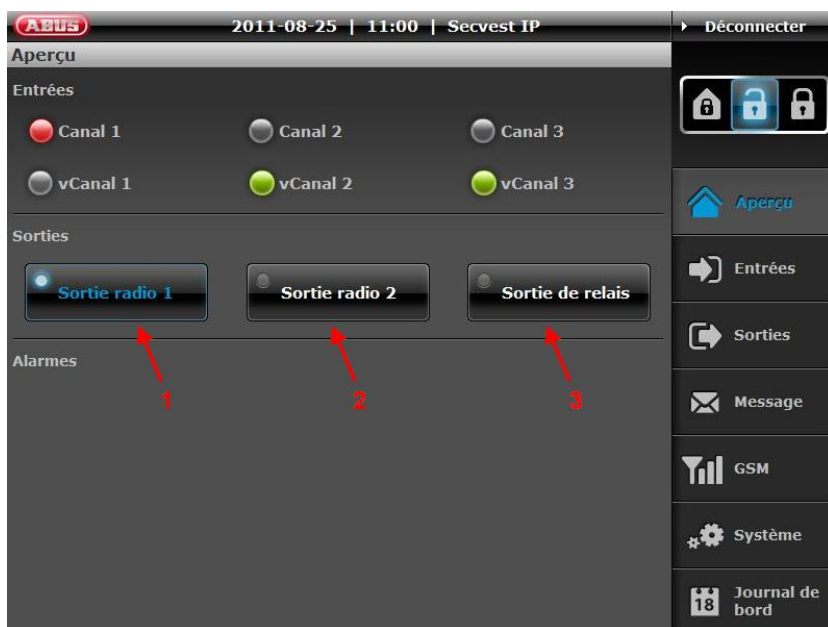 ABUS 2011-08-25 | 11:00 | Secvest IP Déconnecter
Aperçu
Entrées
Canal 1 Canal 2 Canal 3
vCanal 1 vCanal 2 vCanal 3
Sorties
Sortie radio 1 Sortie radio 2 Sortie de relais
Alarmes
1 2 3
Aperçu
Entrées
Sorties
Message
GSM
Système
18 Journal de
bord